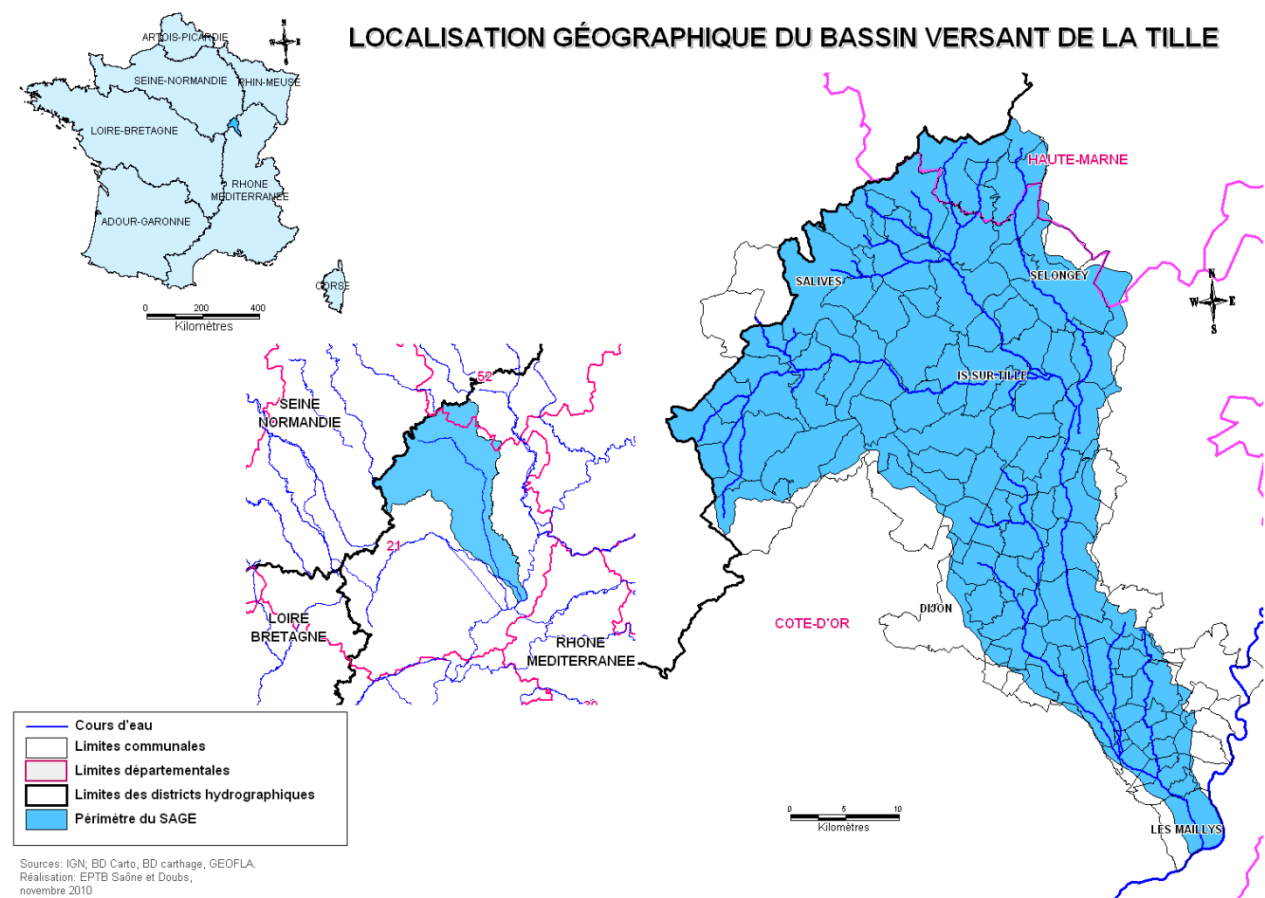 LOCALISATION GÉOGRAPHIQUE DU BASSIN VERSANT DE LA TILLE
N
W E
S
ARTOIS-PICARDIE
SEINE-NORMANDIE
RHIN-MEUSE
LOIRE-BRETAGNE
RHONE
MEDITERRANEE
ADOUR-GARONNE
CORSE
0 200 400
Kilomètres
HAUTE-MARNE
SALIVES
SELONGEY
N
W E
S
IS SUR TILLE
DIJON
COTE-D'OR
LES MAILLYS
0 5 10
Kilomètres
52
SEINE
NORMANDIE
21
LOIRE
BRETAGNE
RHONE
MEDITERRANEE
Cours d'eau
Limites communales
Limites départementales
Limites des districts hydrographiques
Périmètre du SAGE
Sources: IGN; BD Carto, BD carthage, GEOFLA.
Réalisation: EPTB Saône et Doubs,
novembre 2010